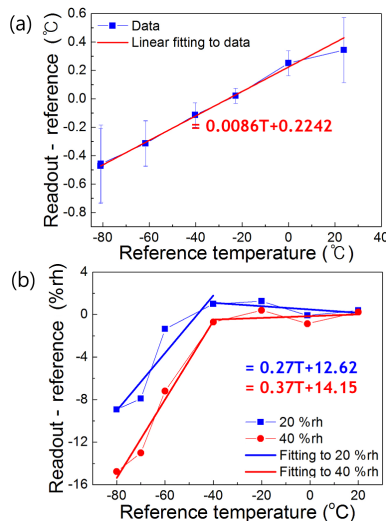 (a)
Data
Linear fitting to data
= 0.0086T+0.2242
Readout - reference (℃)
0.6
0.4
0.2
0.0
-0.2
-0.4
-0.6
-0.8
-80
-60
-40
-20
0
20
40
Reference temperature (℃)
(b)
Readout - reference (%rh)
4
0
-4
-8
-12
-16
= 0.27T+12.62
= 0.37T+14.15
20 %rh
40 %rh
Fitting to 20 %rh
Fitting to 40 %rh
-80
-60
-40
-20
0
20
Reference temperature (°C)